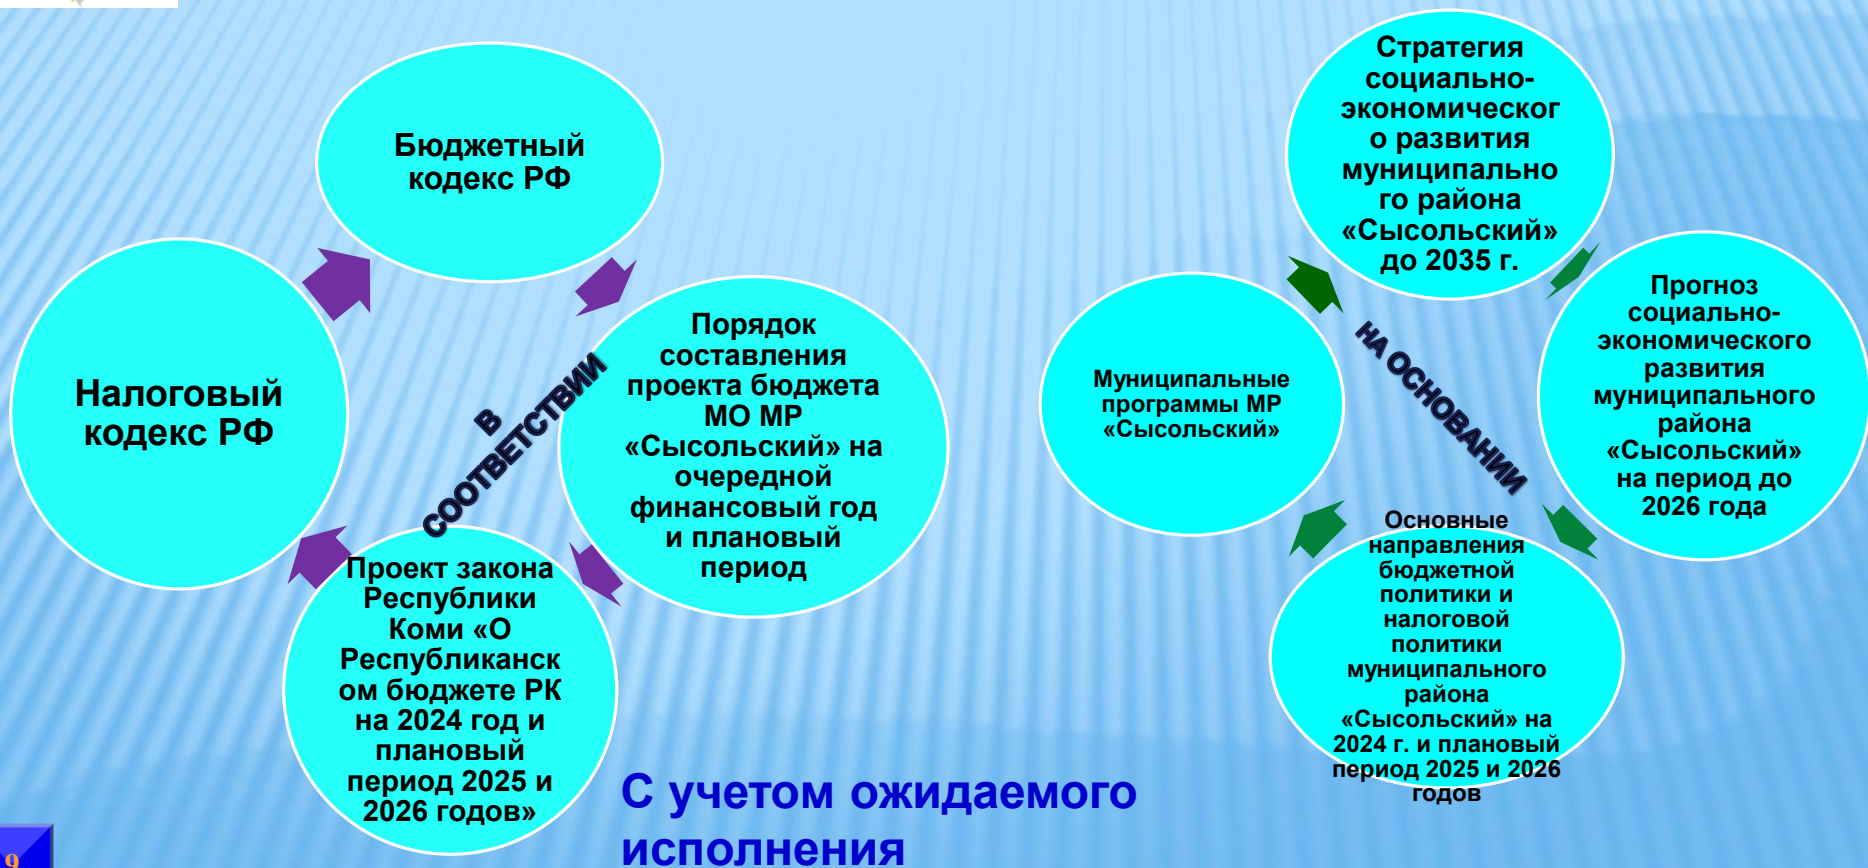 Бюджетный
кодекс РФ
Налоговый
кодекс РФ
В
СООТВЕТСТВИИ
Порядок
составления
проекта бюджета
МО МР
«Сысольский» на
очередной
финансовый год
и плановый
период
Проект закона
Республики
Коми «О
Республиканск
ом бюджете РК
на 2024 год и
плановый
период 2025 и
2026 годов»
Стратегия
социально-
экономическог
о развития
муниципально
го района
«Сысольский»
до 2035 г.
Муниципальные
программы МР
«Сысольский»
НА ОСНОВАНИИ
Прогноз
социально-
экономического
развития
муниципального
района
«Сысольский»
на период до
2026 года
Основные
направления
бюджетной
политики и
налоговой
политики
муниципального
района
«Сысольский» на
2024 г. и плановый
период 2025 и 2026
годов
С учетом ожидаемого
исполнения
9